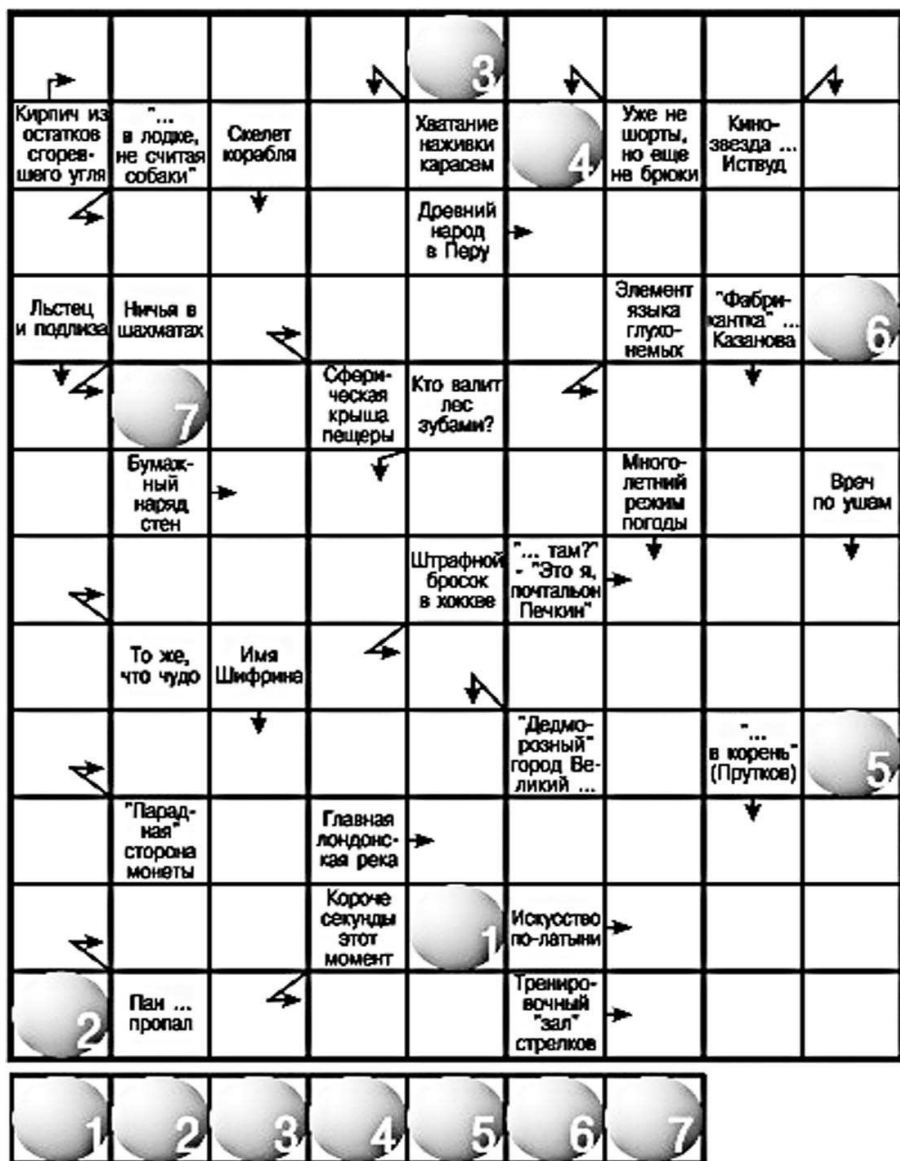 3
Кирпич из
остатков
сгорев-
шего угля
"...
в лодке,
не считая
собаки"
Скелет
корабля
Хватание
наживки
карасем
4
Уже не
шорты,
но еще
не брюки
Кино-
звезда ...
Иствуд
Древний
народ
в Перу
Льстец
и подлиза
Ничья в
шахматах
Элемент
языка
глухо-
немых
"Фабри-
кантка" ...
Казанова
6
7
Сфери-
ческая
крыша
пещеры
Кто валит
лес
зубами?
Бумаж-
ный
наряд
стен
Много-
летний
режим
погоды
Врач
по ушам
Штрафной
бросок
в хоккее
"... там?"
- "Это я,
почтальон
Печкин"
То же,
что чудо
Имя
Шифрина
"Дедмо-
розный"
город Ве-
ликий ...
"...
в корень"
(Прутков)
5
"Парад-
ная"
сторона
монеты
Главная
лондонс-
кая река
Короче
секунды
этот
момент
1
Искусство
по-латыни
2
Пан ...
пропал
Трениро-
вочный
"зал"
стрелков
1 2 3 4 5 6 7